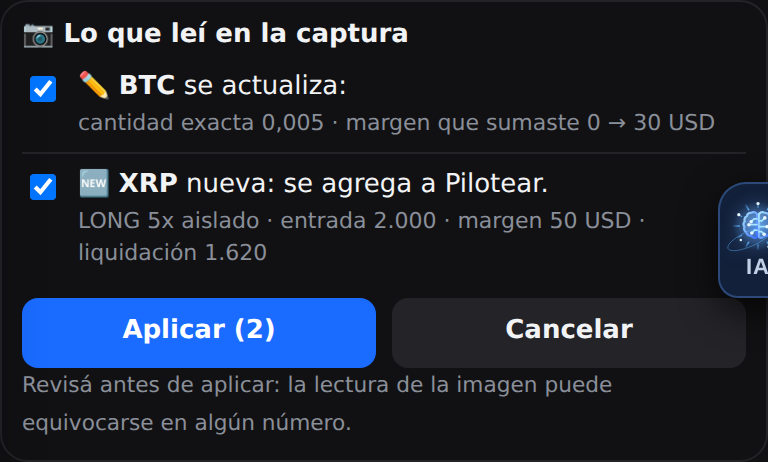 📷 Lo que leí en la captura
✏️ BTC se actualiza:
cantidad exacta 0,005 · margen que sumaste 0 → 30 USD
🆕 XRP nueva: se agrega a Pilotear.
LONG 5x aislado · entrada 2.000 · margen 50 USD ·
liquidación 1.620
IA
Aplicar (2)
Cancelar
Revisá antes de aplicar: la lectura de la imagen puede
equivocarse en algún número.